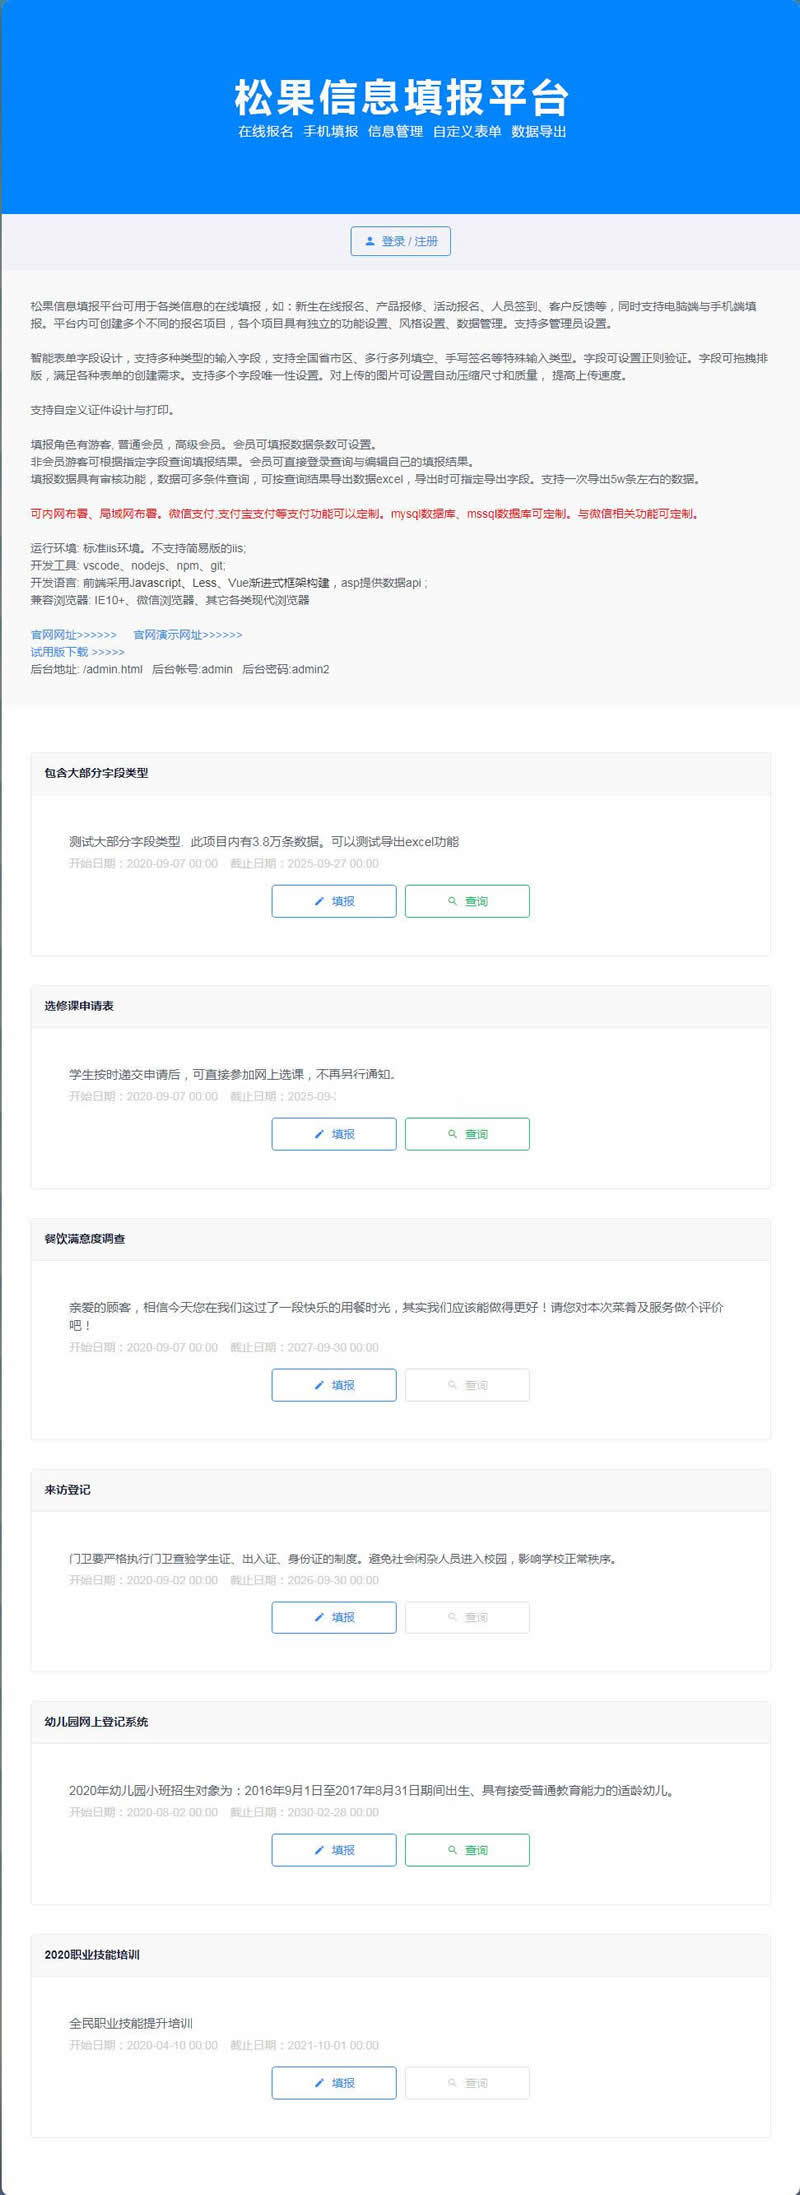 松果信息填报平台
在线报名 手机填报 信息管理 自定义表单 数据导出
登录 / 注册
松果信息填报平台可用于各类信息的在线填报，如：新生在线报名、产品报修、活动报名、人员签到、客户反馈等，同时支持电脑端与手机端填
报。平台内可创建多个不同的报名项目，各个项目具有独立的功能设置、风格设置、数据管理。支持多管理员设置。
智能表单字段设计，支持多种类型的输入字段，支持全国省市区、多行多列填空、手写签名等特殊输入类型。字段可设置正则验证。字段可拖拽排
版，满足各种表单的创建需求。支持多个字段唯一性设置。对上传的图片可设置自动压缩尺寸和质量，提高上传速度。
支持自定义证件设计与打印。
填报角色有游客, 普通会员，高级会员。会员可填报数据条数可设置。
非会员游客可根据指定字段查询填报结果。会员可直接登录查询与编辑自己的填报结果。
填报数据具有审核功能，数据可多条件查询，可按查询结果导出数据excel，导出时可指定导出字段。支持一次导出5w条左右的数据。
可内网布署、局域网布署。微信支付,支付宝支付等支付功能可以定制。mysql数据库、mssql数据库可定制。与微信相关功能可定制。
运行环境: 标准iis环境。不支持简易版的iis;
开发工具: vscode、nodejs、npm、git;
开发语言: 前端采用Javascript、Less、Vue渐进式框架构建，asp提供数据api ;
兼容浏览器: IE10+、微信浏览器、其它各类现代浏览器
官网网址>>>>>> 官网演示网址>>>>>>
试用版下载 >>>>>
后台地址: /admin.html 后台帐号:admin 后台密码:admin2
包含大部分字段类型
测试大部分字段类型. 此项目内有3.8万条数据。可以测试导出excel功能
开始日期：2020-09-07 00:00 截止日期：2025-09-27 00:00
填报 查询
选修课申请表
学生按时递交申请后，可直接参加网上选课，不再另行通知。
开始日期：2020-09-07 00:00 截止日期：2025-09-
填报 查询
餐饮满意度调查
亲爱的顾客，相信今天您在我们这过了一段快乐的用餐时光，其实我们应该能做得更好！请您对本次菜肴及服务做个评价
吧！
开始日期：2020-09-07 00:00 截止日期：2027-09-30 00:00
填报 查询
来访登记
门卫要严格执行门卫查验学生证、出入证、身份证的制度。避免社会闲杂人员进入校园，影响学校正常秩序。
开始日期：2020-09-02 00:00 截止日期：2026-09-30 00:00
填报 查询
幼儿园网上登记系统
2020年幼儿园小班招生对象为：2016年9月1日至2017年8月31日期间出生、具有接受普通教育能力的适龄幼儿。
开始日期：2020-08-02 00:00 截止日期：2030-02-28 00:00
填报 查询
2020职业技能培训
全民职业技能提升培训
开始日期：2020-04-10 00:00 截止日期：2021-10-01 00:00
填报 查询